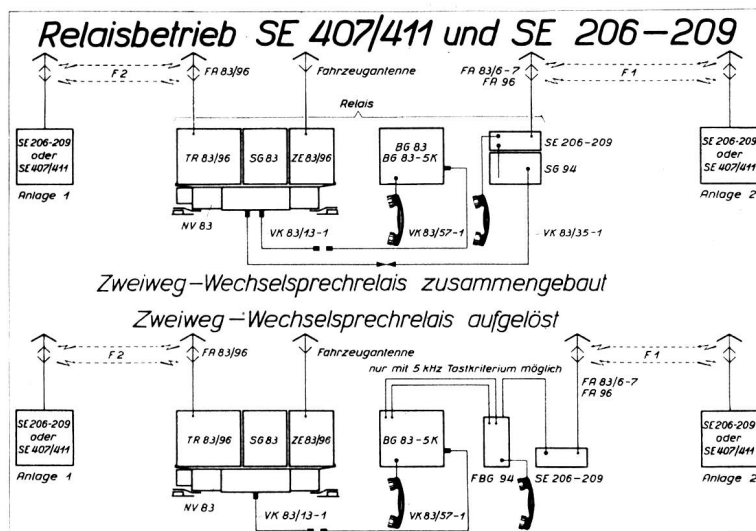 Relaisbetrieb SE 407/411 und SE 206-209
F2
FA 83/96
Fahrzeugantenne
FA 83/6-7
FA 96
F1
Relais
SE 206-209
oder
SE 407/411
Anlage 1
TR 83/96
SG 83
ZE 83/96
BG 83
BG 83-5K
SE 206-209
SG 94
SE 206-209
oder
SE 407/411
Anlage 2
NV 83
VK 83/13-1
VK 83/57-1
VK 83/35-1
Zweiweg-Wechselsprechrelais zusammengebaut
Zweiweg-Wechselsprechrelais aufgelöst
F2
FA 83/96
Fahrzeugantenne
F1
nur mit 5 kHz Tastkriterium möglich
FA 83/6-7
FA 96
SE 206-209
oder
SE 407/411
Anlage 1
TR 83/96
SG 83
ZE 83/96
BG 83-5K
FBG 94
SE 206-209
SE 206-209
oder
SE 407/411
Anlage 2
NV 83
VK 83/13-1
VK 83/57-1